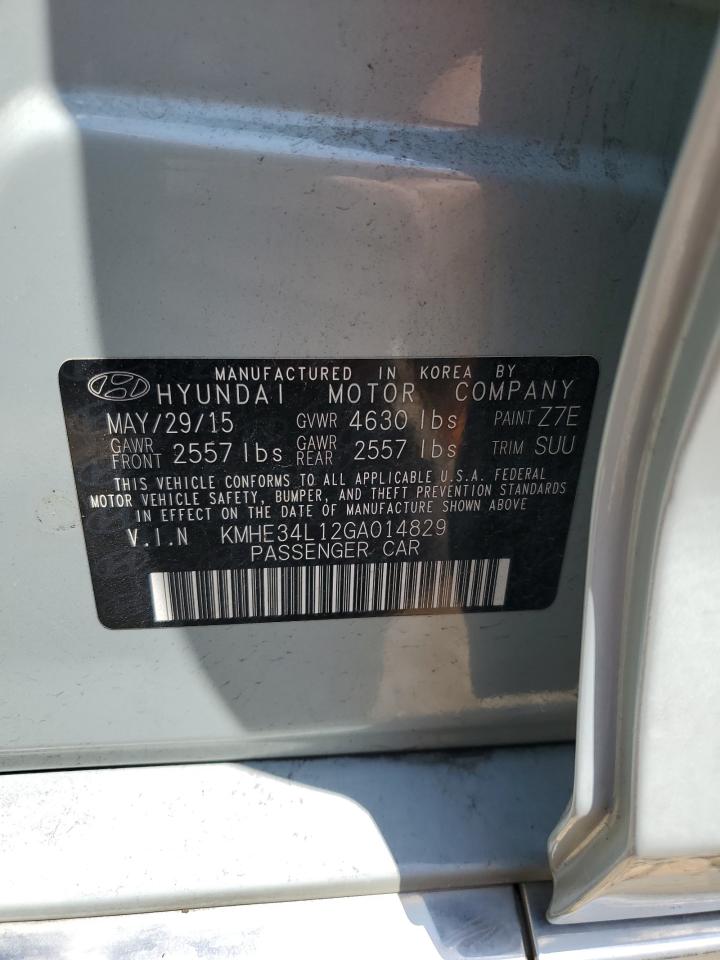 MANUFACTURED IN KOREA BY
HYUNDAI MOTOR COMPANY
MAY/29/15 GVWR 4630 lbs PAINT Z7E
GAWR FRONT 2557 lbs GAWR REAR 2557 lbs TRIM SUU
THIS VEHICLE CONFORMS TO ALL APPLICABLE U.S.A. FEDERAL
MOTOR VEHICLE SAFETY, BUMPER, AND THEFT PREVENTION STANDARDS
IN EFFECT ON THE DATE OF MANUFACTURE SHOWN ABOVE
V.I.N KMHE34L12GA014829
PASSENGER CAR